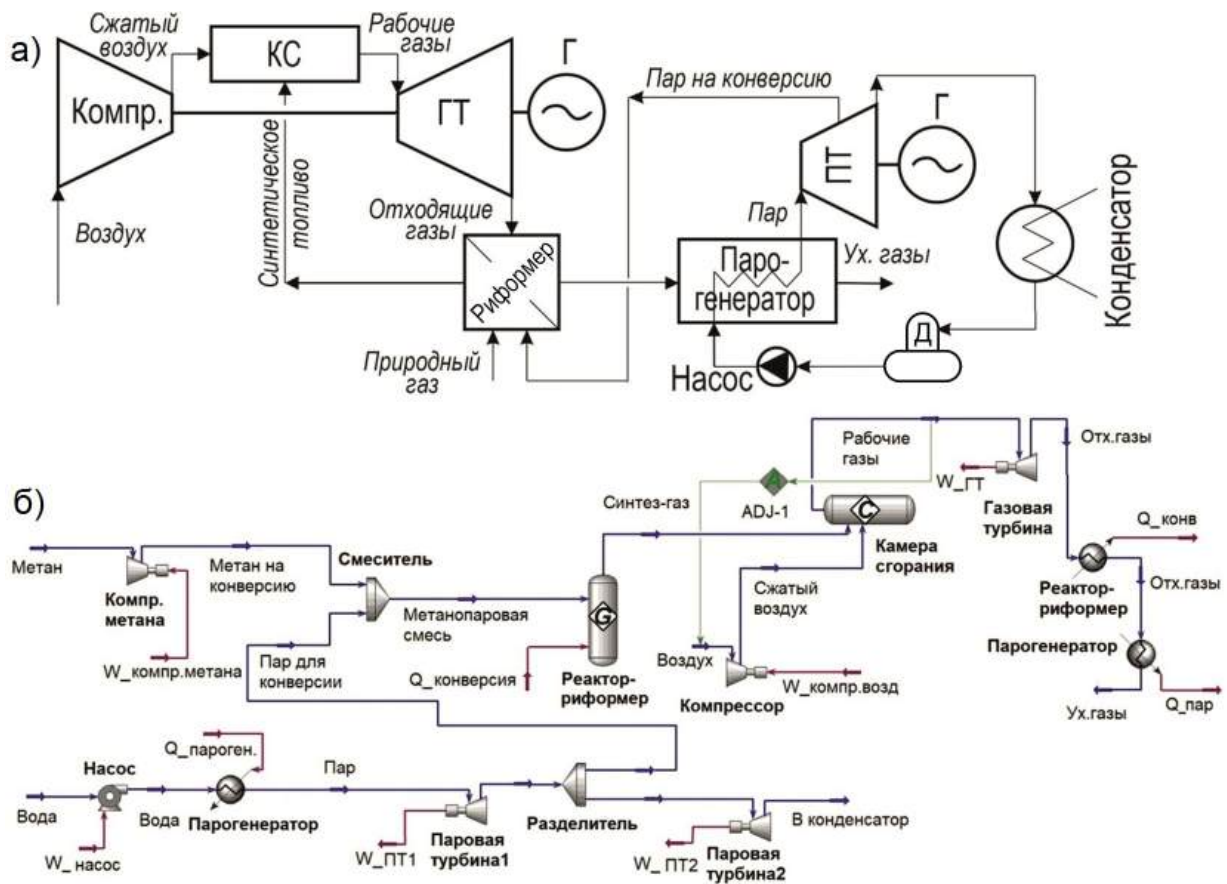 а)
Сжатый
воздух
КС
Рабочие
газы
Компр.
ГТ
Г
Воздух
Синтетическое
топливо
Отходящие
газы
Риформер
Природный
газ
Пар на конверсию
ПТ
Г
Пар
Паро-
генератор
Ух. газы
Насос
Д
Конденсатор
б)
Метан
Компр.
метана
W_компр.метана
Метан на
конверсию
Смеситель
Метанопаровая
смесь
Пар для
конверсии
Q_конверсия
G
Реактор-
риформер
Синтез-газ
A
ADJ-1
Рабочие
газы
C
Камера
сгорания
Сжатый
воздух
Воздух
Компрессор
W_компр.возд
W_ГТ
Газовая
турбина
Отх.газы
Q_конв
Реактор-
риформер
Отх.газы
Парогенератор
Ух.газы
Q_пар
Вода
Насос
W_насос
Вода
Q_пароген.
Парогенератор
Пар
W_ПТ1
Паровая
турбина1
Разделитель
W_ПТ2
Паровая
турбина2
В конденсатор